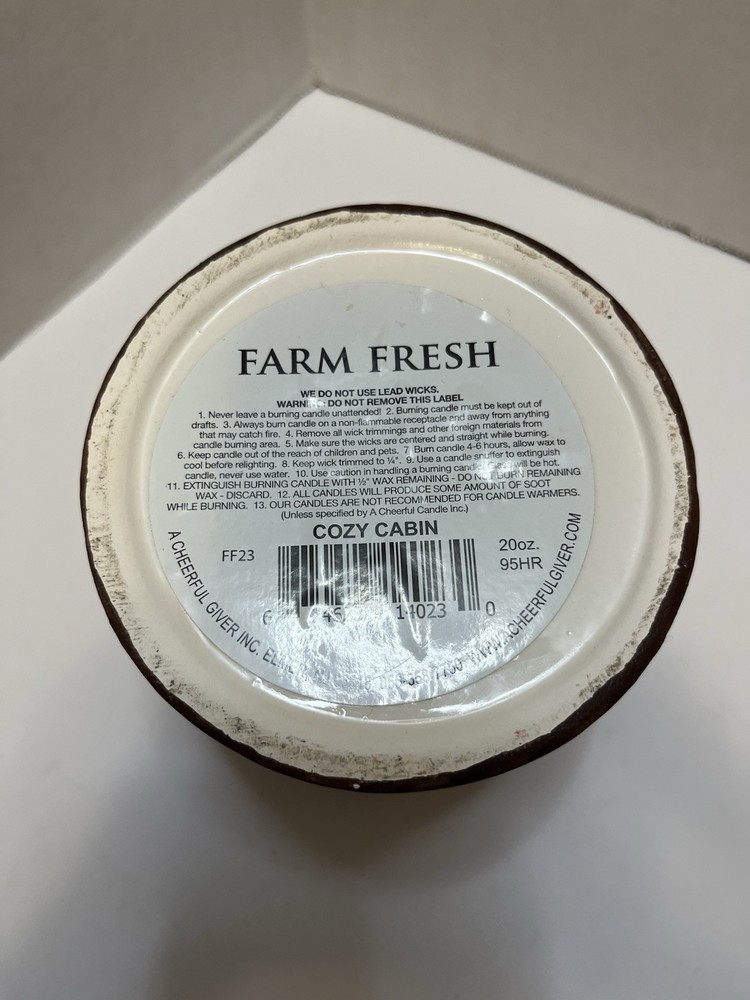 FARM FRESH
WE DO NOT USE LEAD WICKS.
DO NOT REMOVE THIS LABEL
1. Never leave a burning candle unattended! 2. Burning candle must be kept out of
drafts. 3. Always burn candle on a non-flammable receptacle and away from anything
that may catch fire. 4. Remove all wick trimmings and other foreign materials from
candle burning area. 5. Make sure the wicks are centered and straight while burning.
6. Keep candle out of the reach of children and pets. 7. Burn candle 4-6 hours, allow wax to
cool before relighting. 8. Keep wick trimmed to ¼". 9. Use a candle snuffer to extinguish
candle, never use water. 10. Use caution in handling a burning will be hot.
11. EXTINGUISH BURNING CANDLE WITH ½" WAX REMAINING - DO NOT BURN REMAINING
WAX - DISCARD. 12. ALL CANDLES WILL PRODUCE SOME AMOUNT OF SOOT
WHILE BURNING. 13. OUR CANDLES ARE NOT RECOMMENDED FOR CANDLE WARMERS.
(Unless specified by A Cheerful Candle Inc.)
COZY CABIN
FF23
20oz.
95HR
14023 0
A CHEERFUL GIVER INC.
WWW.ACHEERFULGIVER.COM